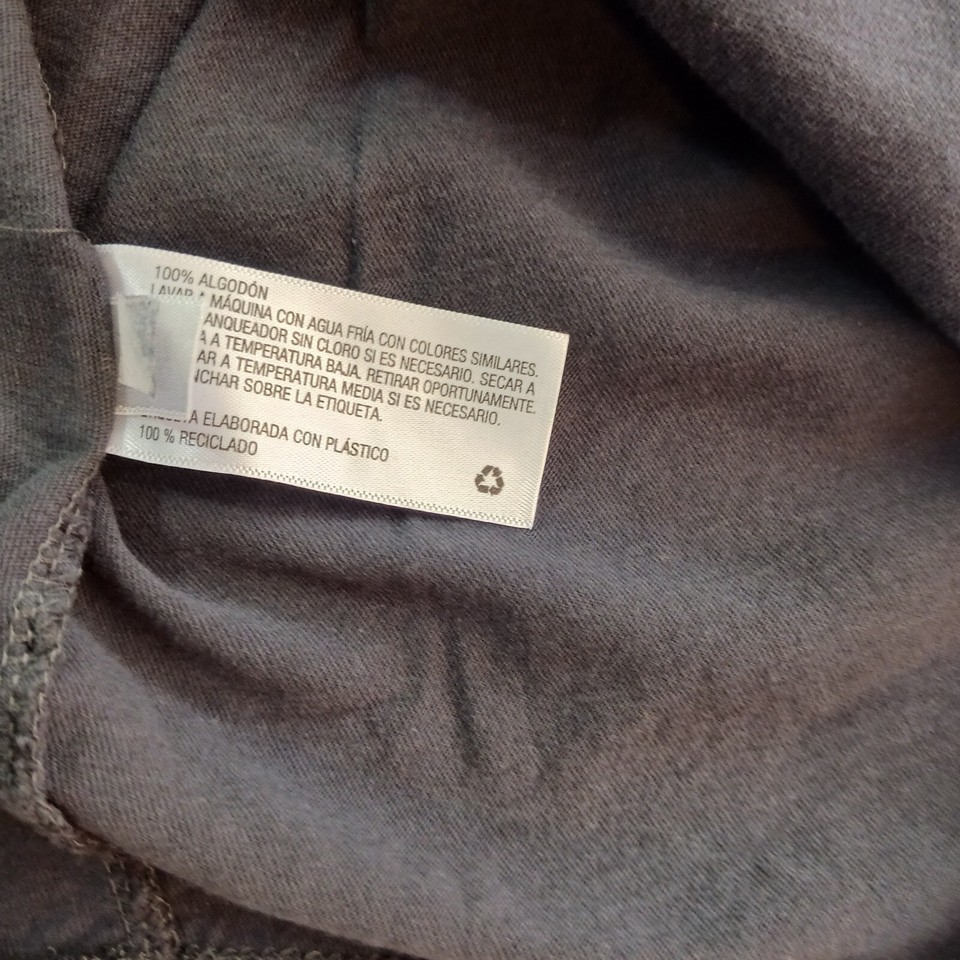 100% ALGODÓN
LAVAR A MÁQUINA CON AGUA FRÍA CON COLORES SIMILARES.
ANQUEADOR SIN CLORO SI ES NECESARIO. SECAR A
A A TEMPERATURA BAJA. RETIRAR OPORTUNAMENTE.
AR A TEMPERATURA MEDIA SI ES NECESARIO.
NCHAR SOBRE LA ETIQUETA.
A ELABORADA CON PLÁSTICO
100 % RECICLADO